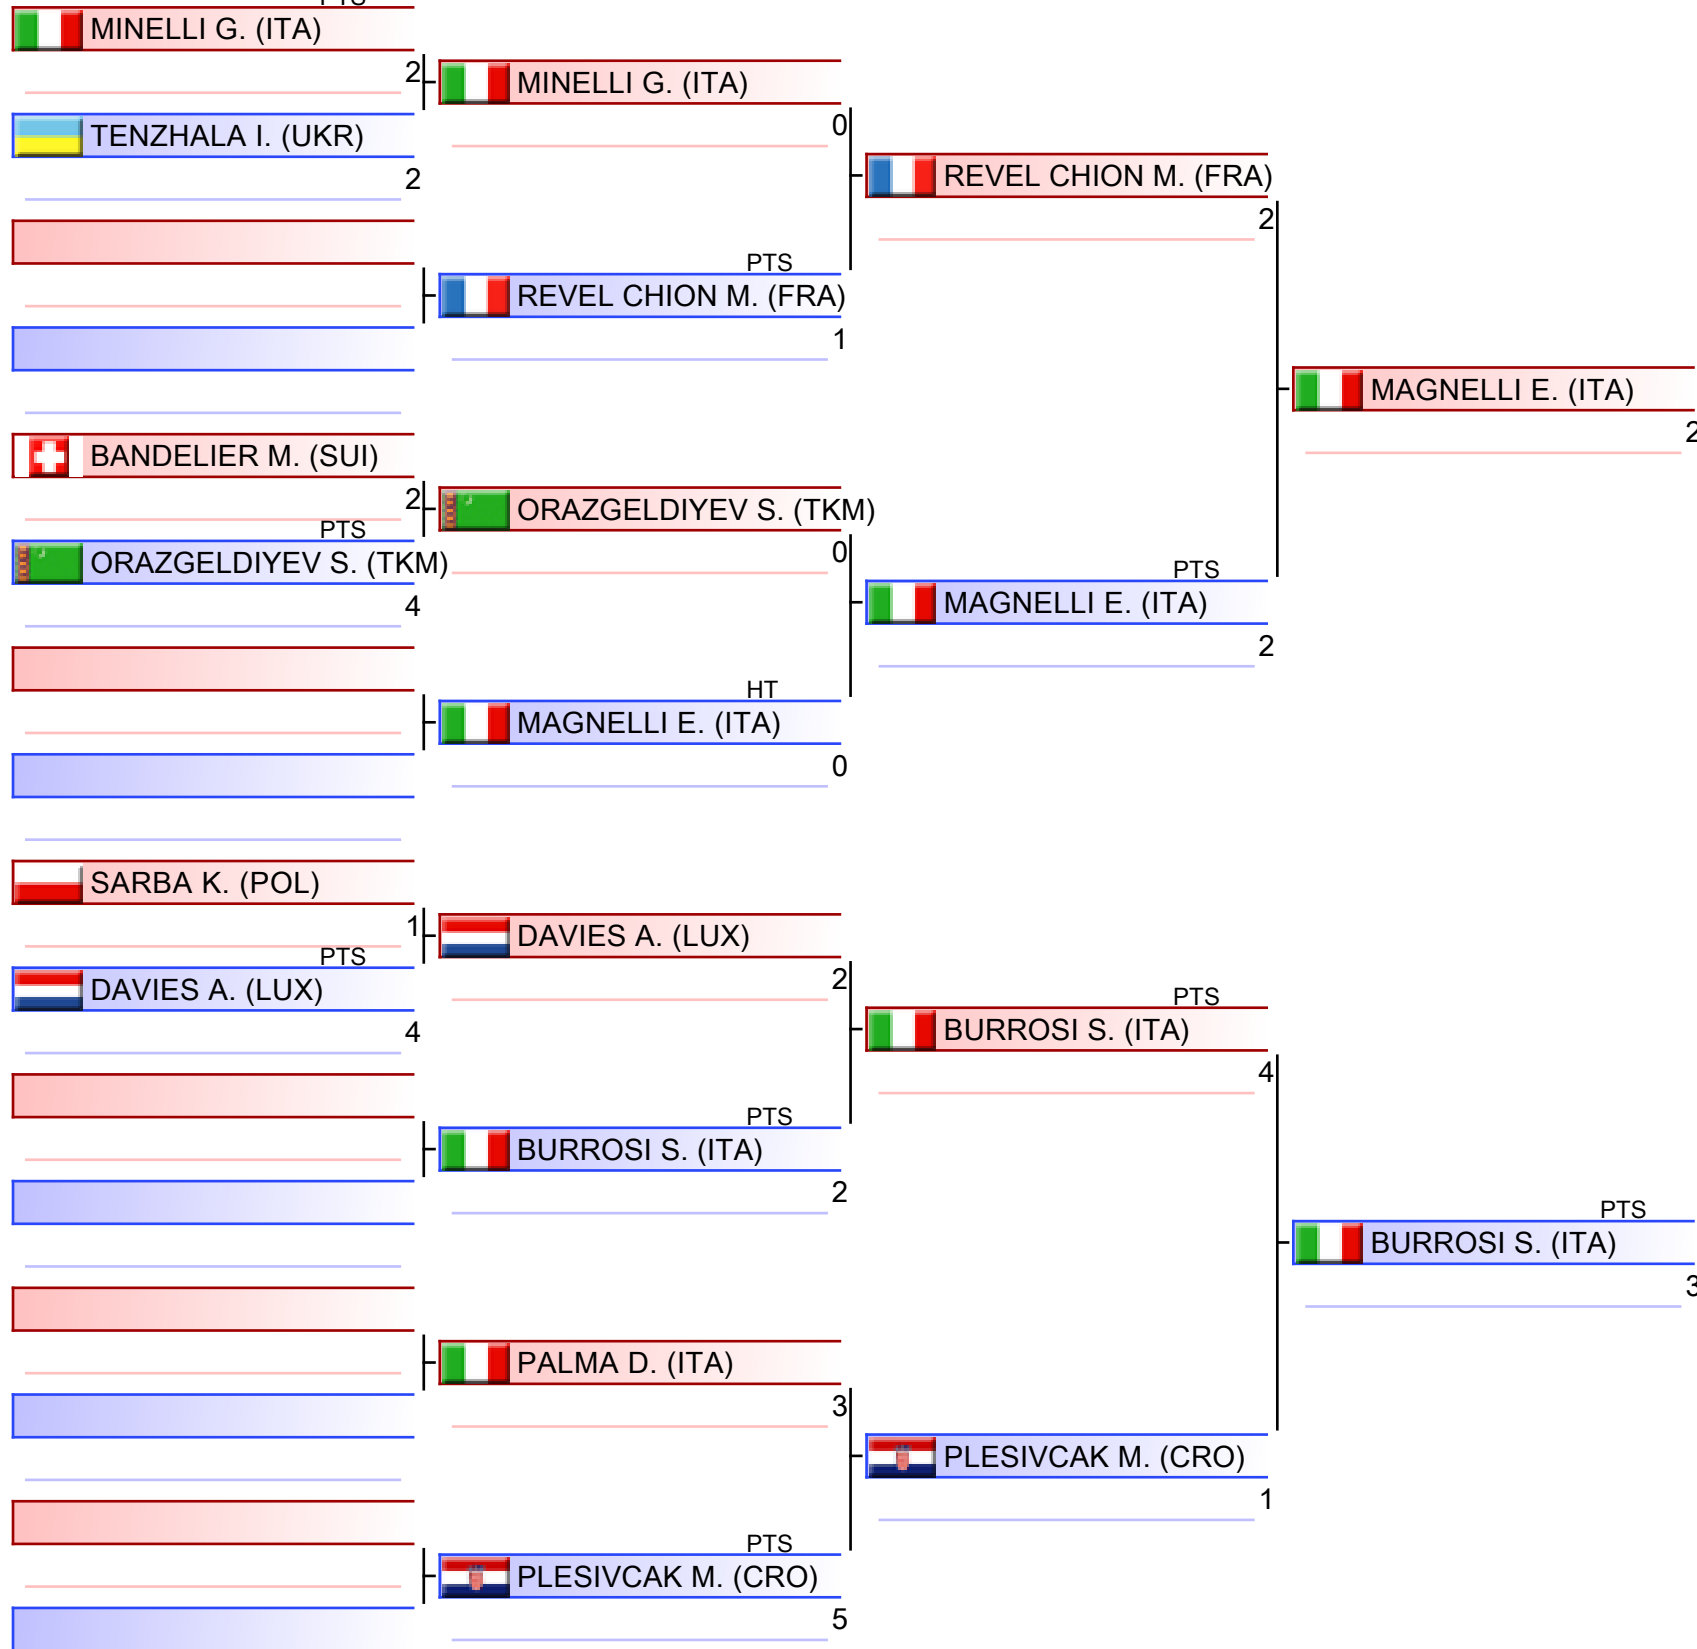 PTS
MINELLI G. (ITA)
2
MINELLI G. (ITA)
0
TENZHALA I. (UKR)
2
REVEL CHION M. (FRA)
2
PTS
REVEL CHION M. (FRA)
1
MAGNELLI E. (ITA)
2
BANDELIER M. (SUI)
2
ORAZGELDIYEV S. (TKM)
0
PTS
ORAZGELDIYEV S. (TKM)
4
PTS
MAGNELLI E. (ITA)
2
HT
MAGNELLI E. (ITA)
0
SARBA K. (POL)
1
DAVIES A. (LUX)
2
PTS
DAVIES A. (LUX)
4
PTS
BURROSI S. (ITA)
4
PTS
BURROSI S. (ITA)
2
PTS
BURROSI S. (ITA)
3
PALMA D. (ITA)
3
PLESIVCAK M. (CRO)
1
PTS
PLESIVCAK M. (CRO)
5